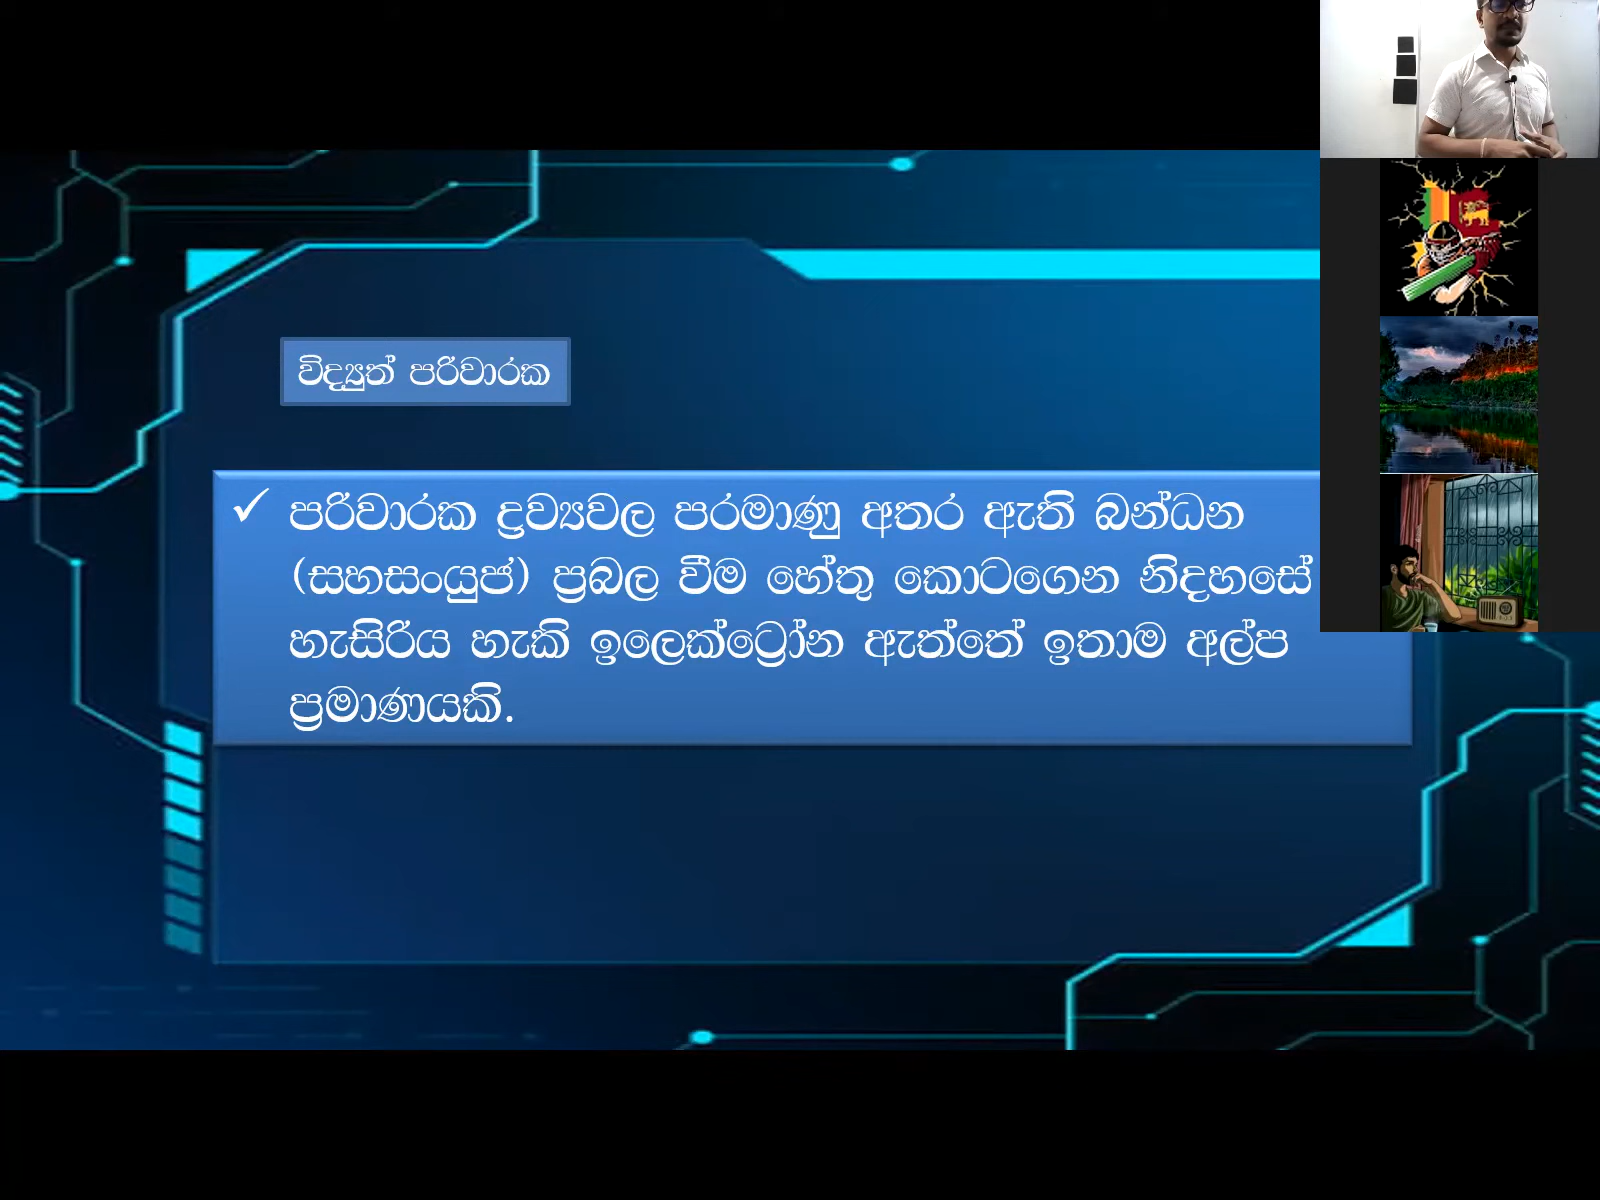 විද්‍යුත් පරිවාරක
✓ පරිවාරක ද්‍රව්‍යවල පරමාණු අතර ඇති බන්ධන
(සහසංයුජ) ප්‍රබල වීම හේතු කොටගෙන නිදහසේ
හැසිරිය හැකි ඉලෙක්ට්‍රෝන ඇත්තේ ඉතාම අල්ප
ප්‍රමාණයකි.